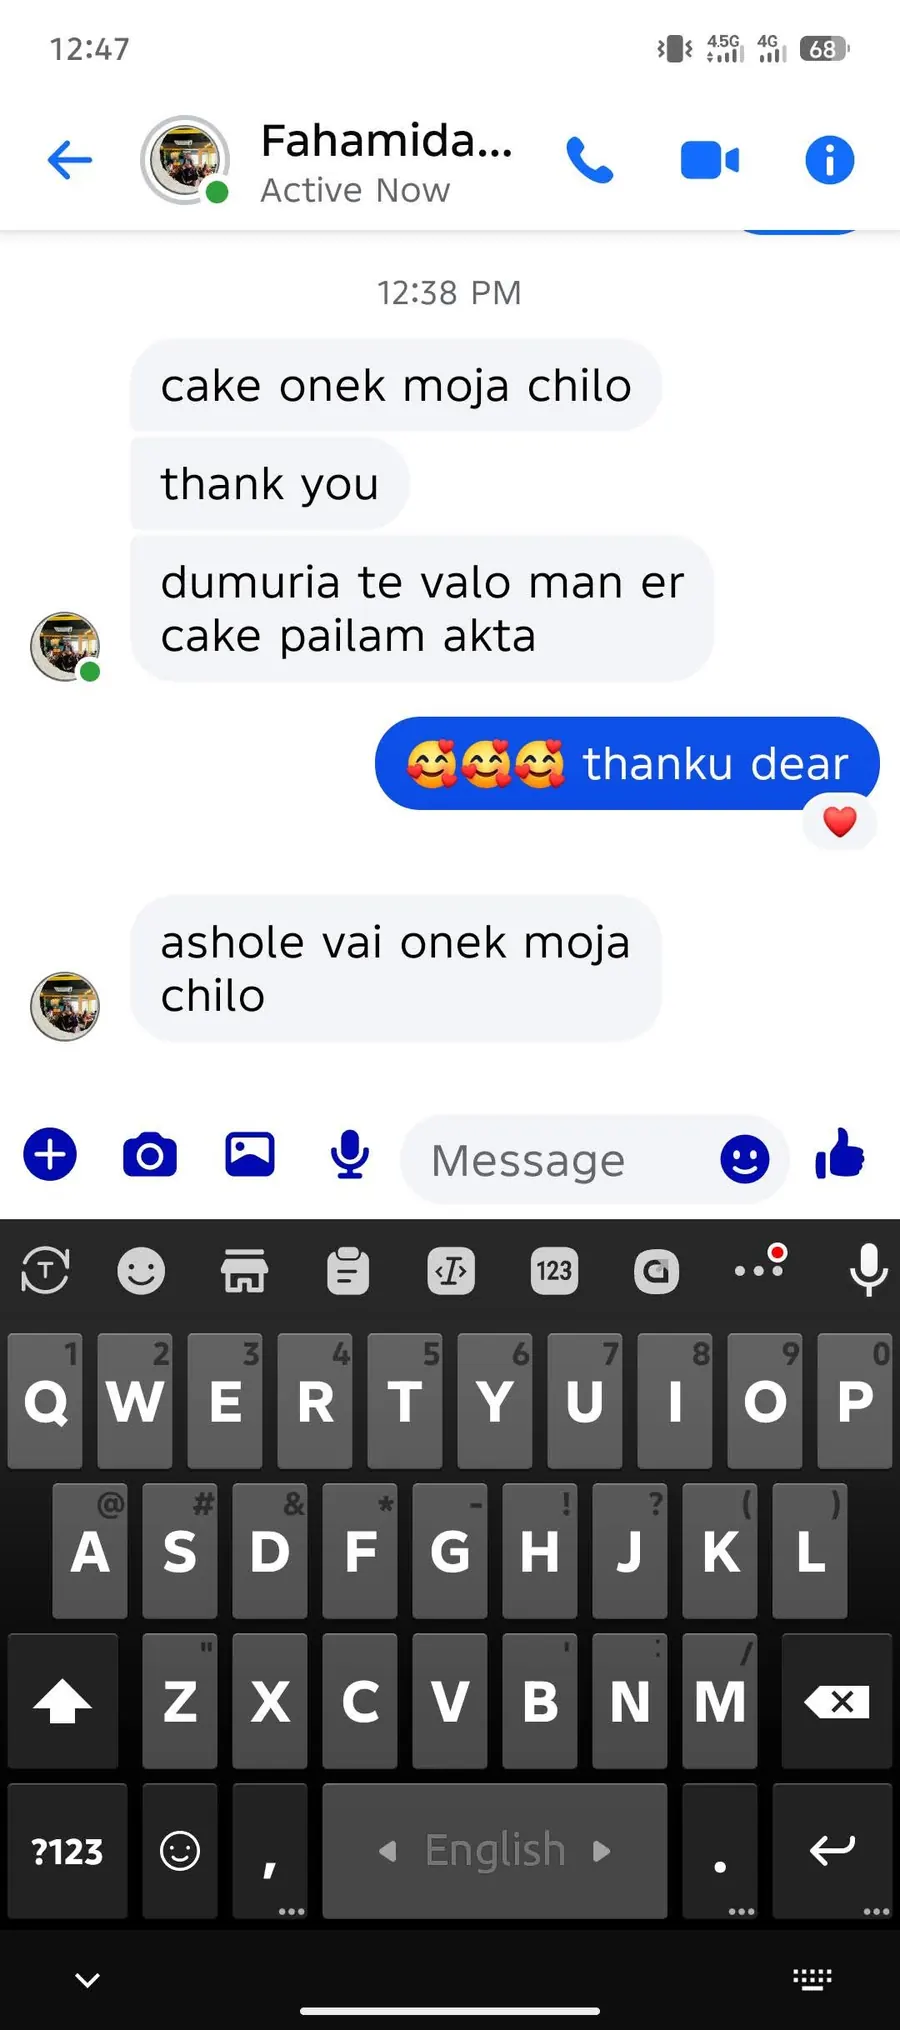 12:47
4.5G 4G 68
Fahamida...
Active Now
12:38 PM
cake onek moja chilo
thank you
dumuria te valo man er
cake pailam akta
🥰🥰🥰 thanku dear
❤️
ashole vai onek moja
chilo
Message
T 123
1 2 3 4 5 6 7 8 9 0
Q W E R T Y U I O P
@ # & * - ! ? ( )
A S D F G H J K L
" ' : /
Z X C V B N M
?123 , English .